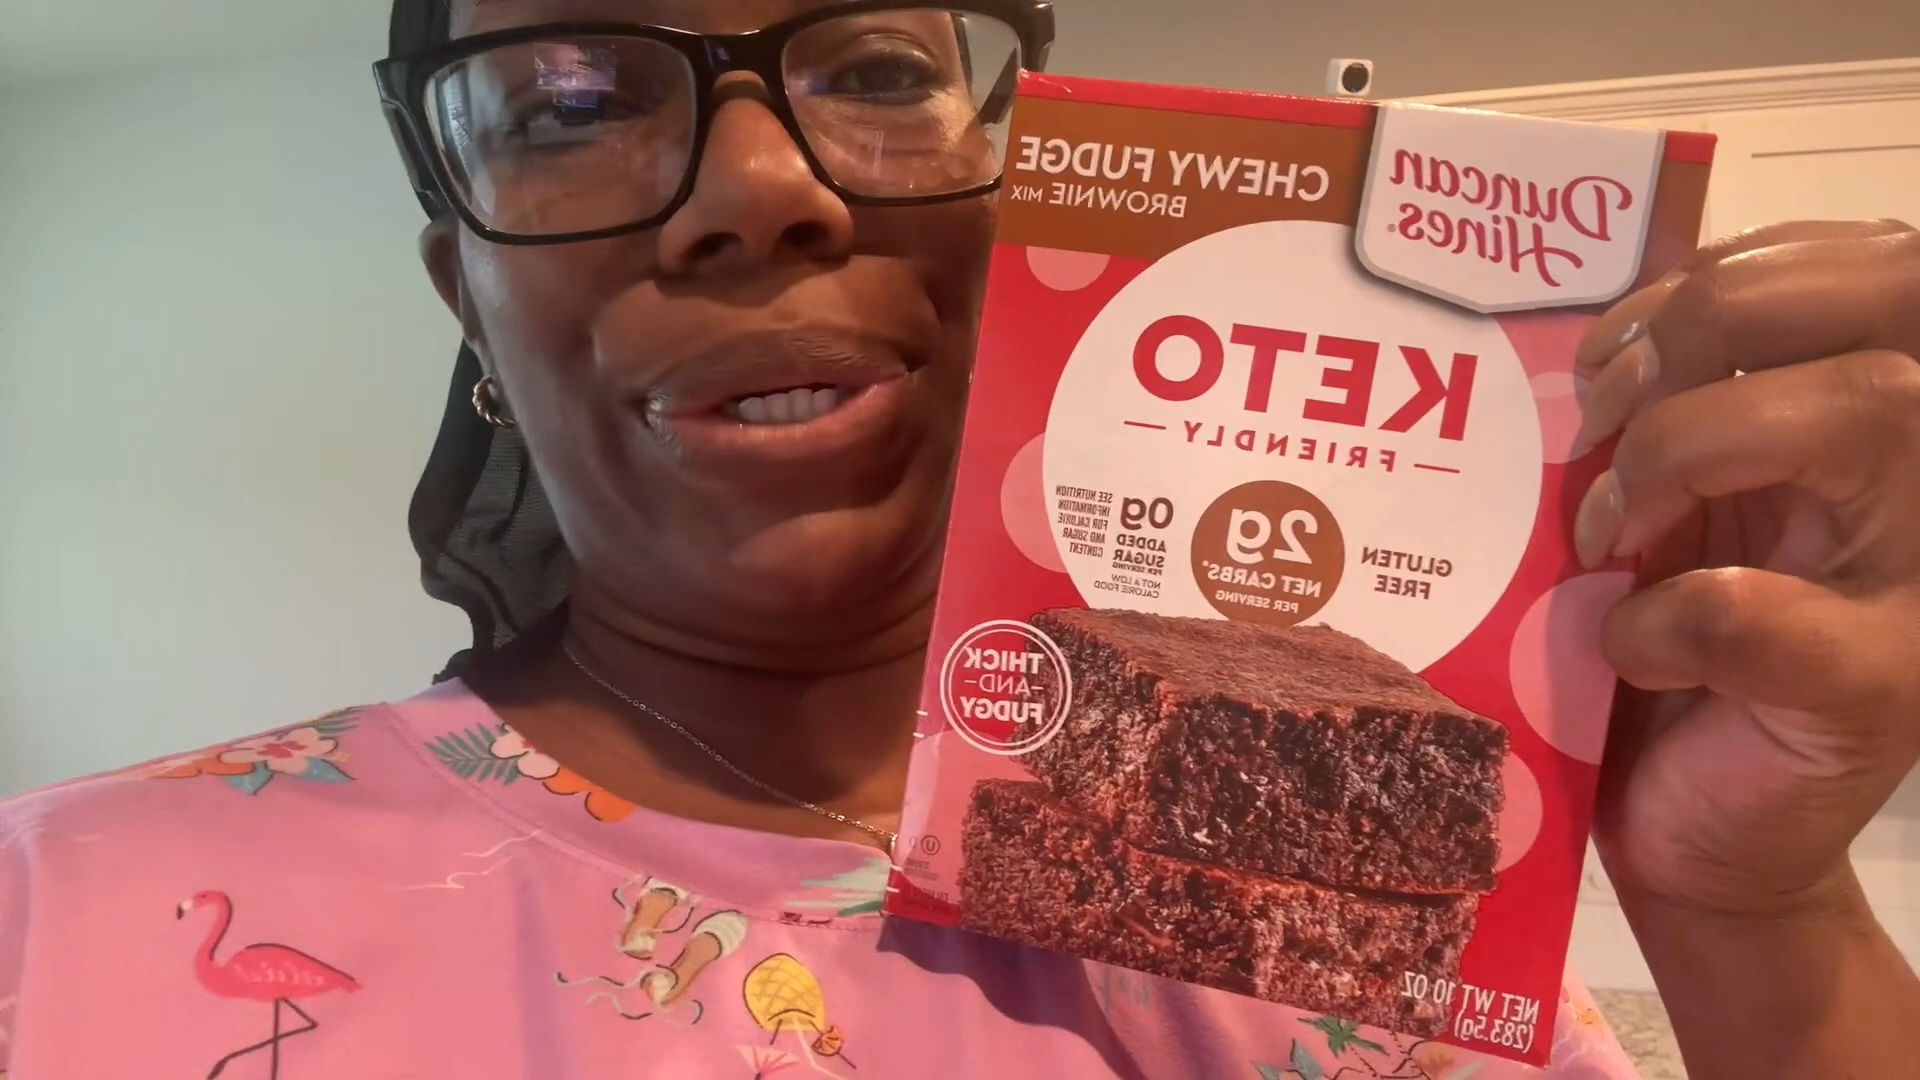 Duncan
Hines®
CHEWY FUDGE
BROWNIE MIX
KETO
FRIENDLY
GLUTEN
FREE
2g
NET CARBS*
PER SERVING
0g
ADDED
SUGAR
PER SERVING
NOT A LOW
CALORIE FOOD
SEE NUTRITION
INFORMATION
FOR CALORIE
AND SUGAR
CONTENT
THICK
AND
FUDGY
U D
NET WT 10 OZ
(283.5g)